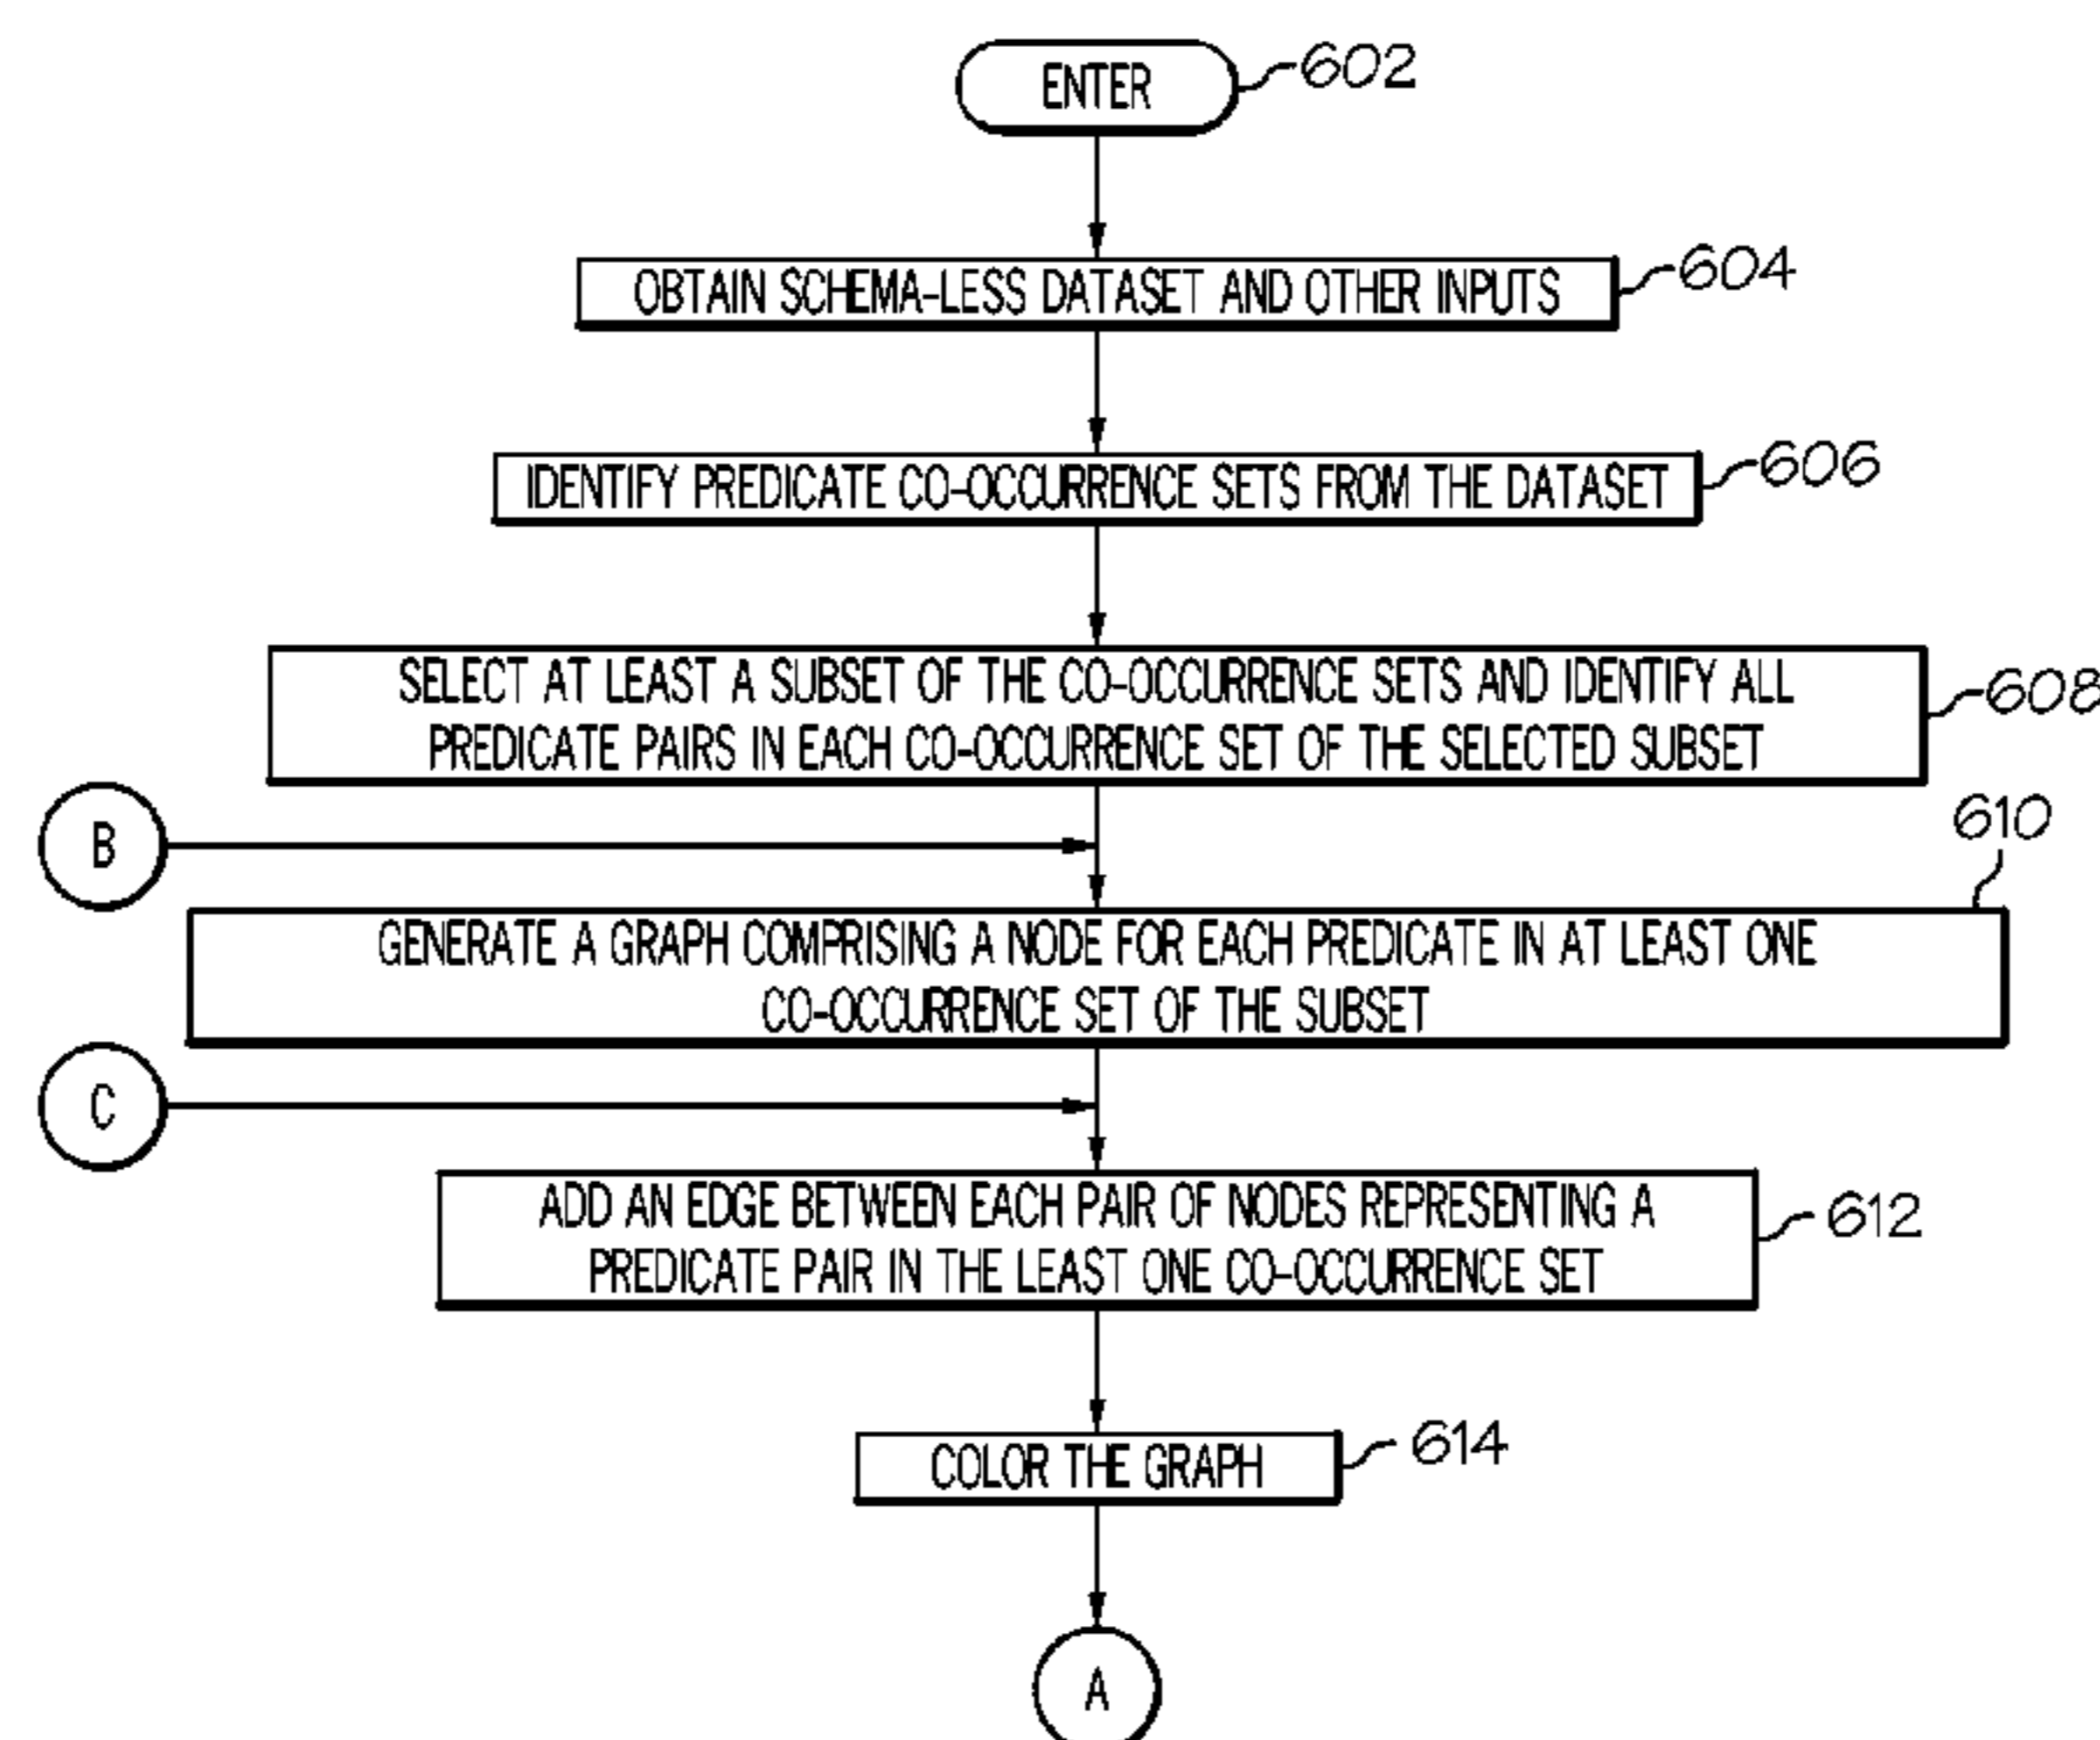 ENTER
602
OBTAIN SCHEMA-LESS DATASET AND OTHER INPUTS
604
IDENTIFY PREDICATE CO-OCCURRENCE SETS FROM THE DATASET
606
SELECT AT LEAST A SUBSET OF THE CO-OCCURRENCE SETS AND IDENTIFY ALL
PREDICATE PAIRS IN EACH CO-OCCURRENCE SET OF THE SELECTED SUBSET
608
B
610
GENERATE A GRAPH COMPRISING A NODE FOR EACH PREDICATE IN AT LEAST ONE
CO-OCCURRENCE SET OF THE SUBSET
C
ADD AN EDGE BETWEEN EACH PAIR OF NODES REPRESENTING A
PREDICATE PAIR IN THE LEAST ONE CO-OCCURRENCE SET
612
COLOR THE GRAPH
614
A